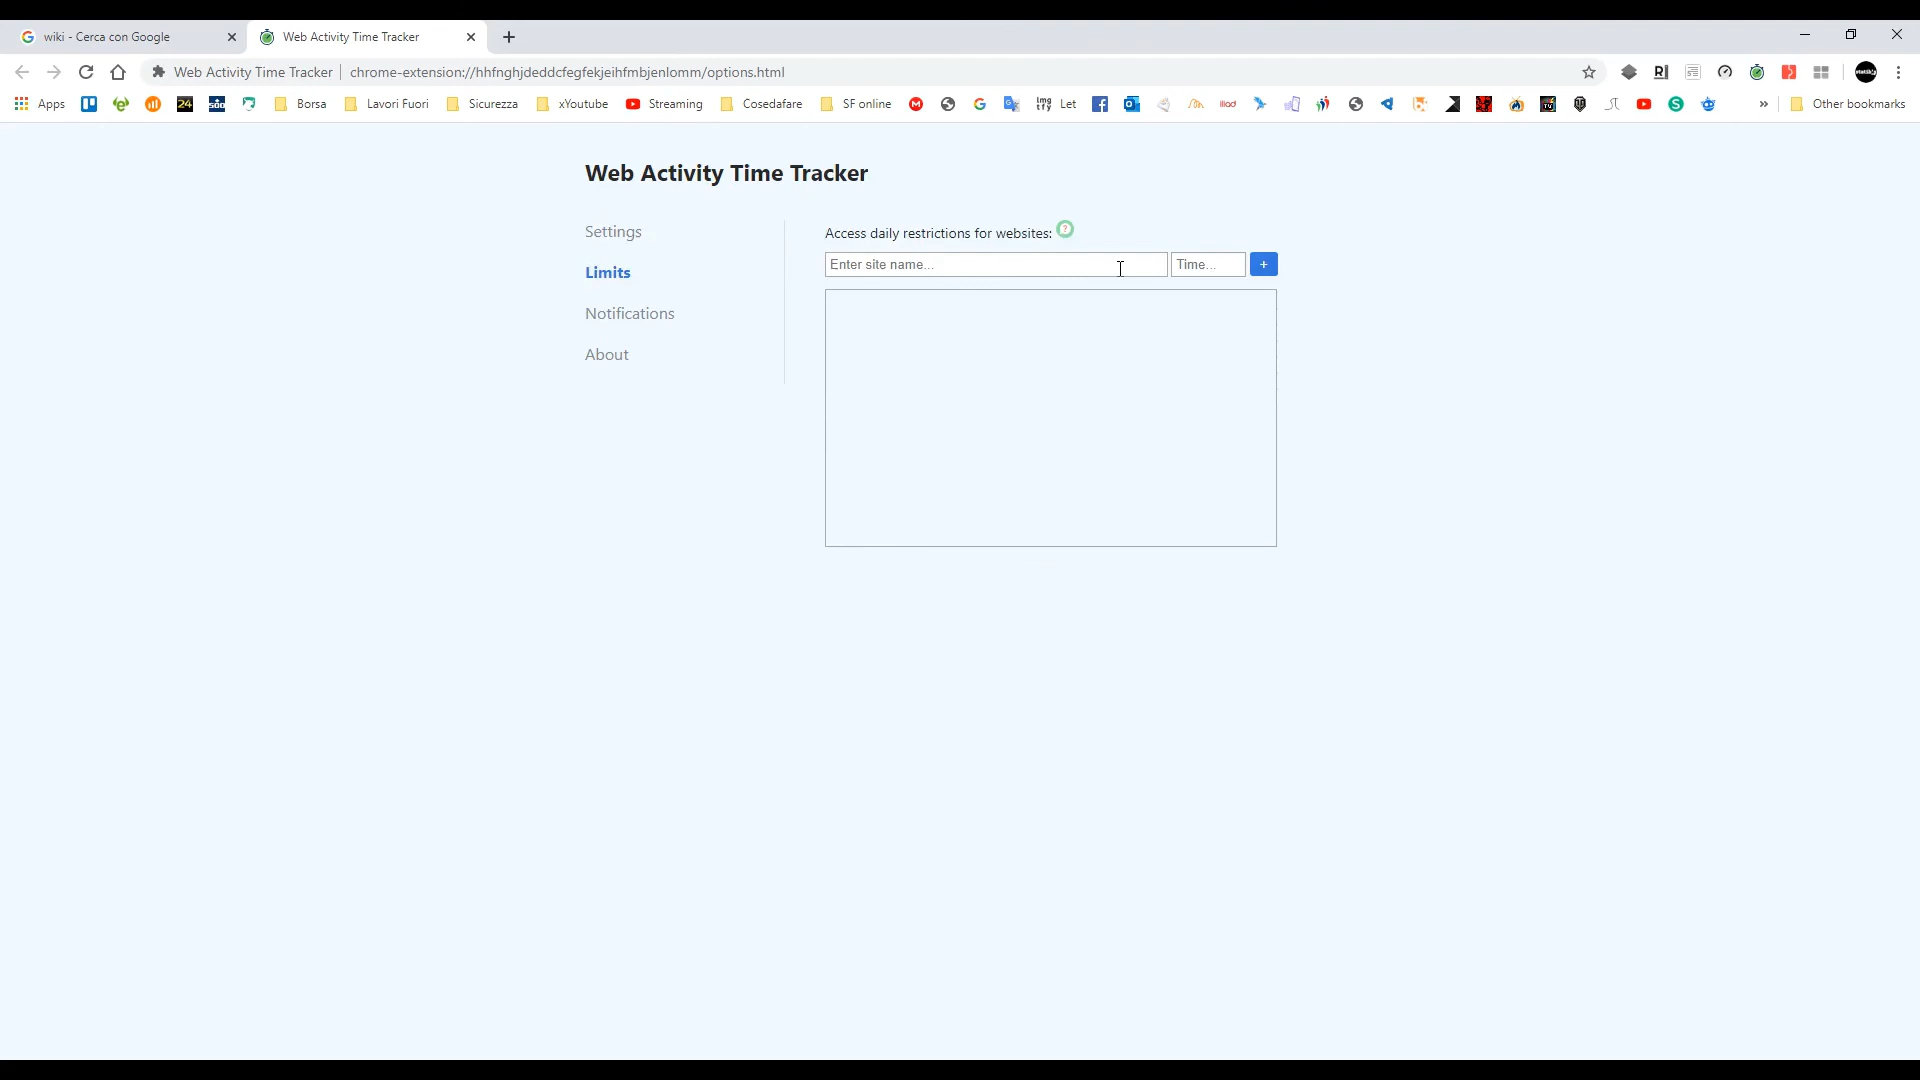 wiki - Cerca con Google
Web Activity Time Tracker
Web Activity Time Tracker | chrome-extension://hhfnghjdeddcfegfekjeihfmbjenlomm/options.html
Apps 24 Borsa Lavori Fuori Sicurezza xYoutube Streaming Cosedafare SF online Let iliad » Other bookmarks
Web Activity Time Tracker
Settings
Limits
Notifications
About
Access daily restrictions for websites: ?
Enter site name... Time... +